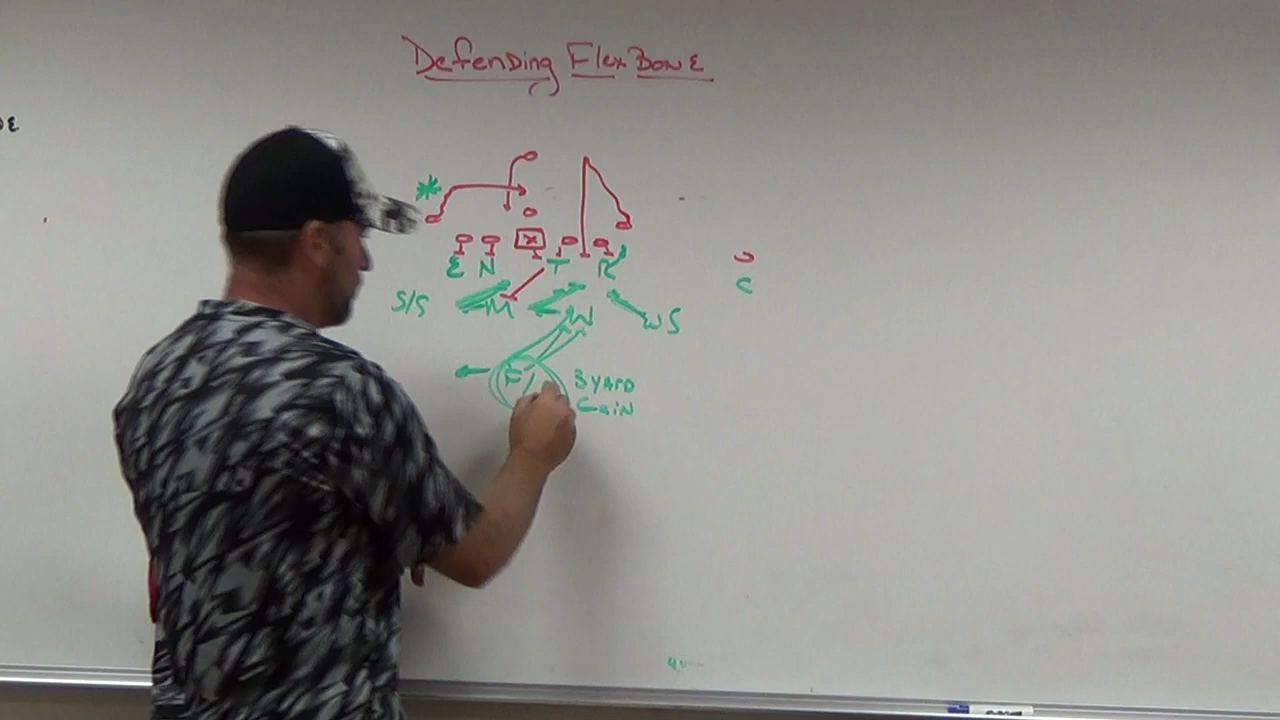 Defending FlexBone
X
E N T R
S/S M W WS
C
F
3 YARD
Gain